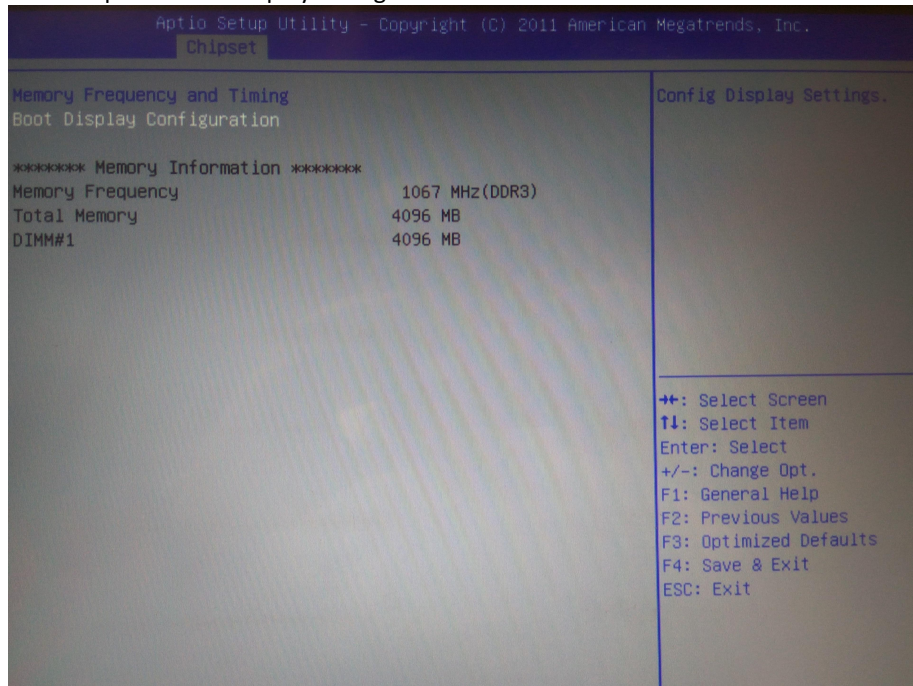 Aptio Setup Utility – Copyright (C) 2011 American Megatrends, Inc.
Chipset
Memory Frequency and Timing
Boot Display Configuration
******* Memory Information *******
Memory Frequency 1067 MHz(DDR3)
Total Memory 4096 MB
DIMM#1 4096 MB
Config Display Settings.
→←: Select Screen
↑↓: Select Item
Enter: Select
+/-: Change Opt.
F1: General Help
F2: Previous Values
F3: Optimized Defaults
F4: Save & Exit
ESC: Exit